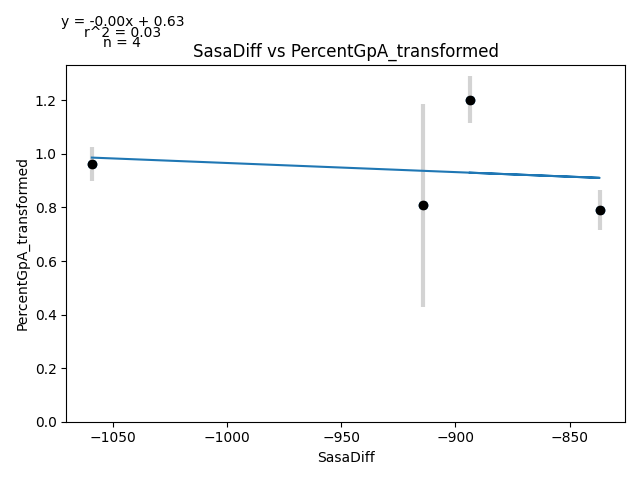 y = -0.00x + 0.63
r^2 = 0.03
n = 4
SasaDiff vs PercentGpA_transformed
1.2
1.0
0.8
0.6
0.4
0.2
0.0
PercentGpA_transformed
−1050
−1000
−950
−900
−850
SasaDiff